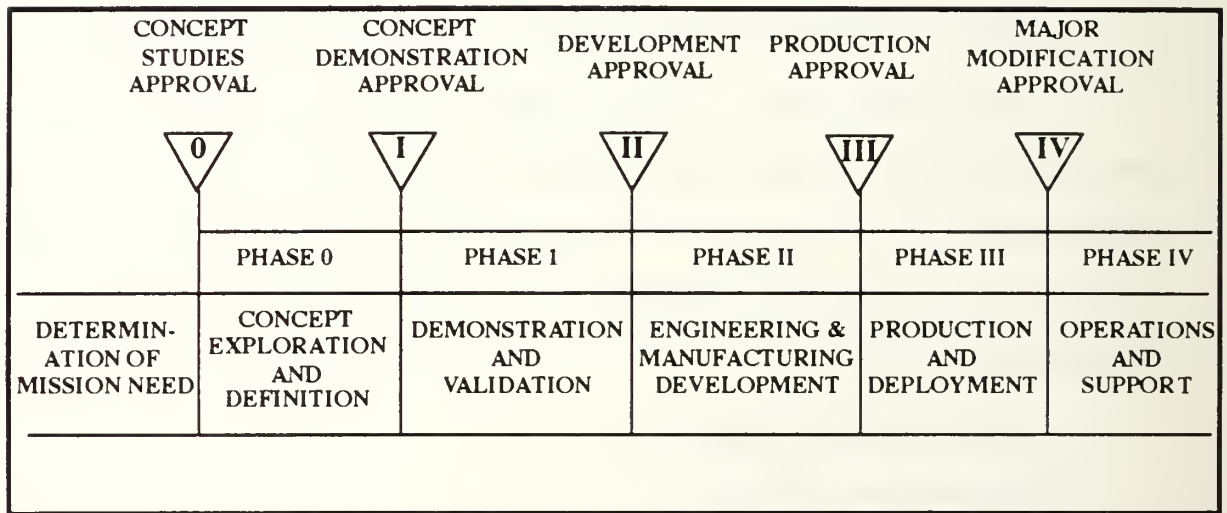 CONCEPT
STUDIES
APPROVAL
CONCEPT
DEMONSTRATION
APPROVAL
DEVELOPMENT
APPROVAL
PRODUCTION
APPROVAL
MAJOR
MODIFICATION
APPROVAL
0
I
II
III
IV
PHASE 0
PHASE 1
PHASE II
PHASE III
PHASE IV
DETERMIN-
ATION OF
MISSION NEED
CONCEPT
EXPLORATION
AND
DEFINITION
DEMONSTRATION
AND
VALIDATION
ENGINEERING &
MANUFACTURING
DEVELOPMENT
PRODUCTION
AND
DEPLOYMENT
OPERATIONS
AND
SUPPORT